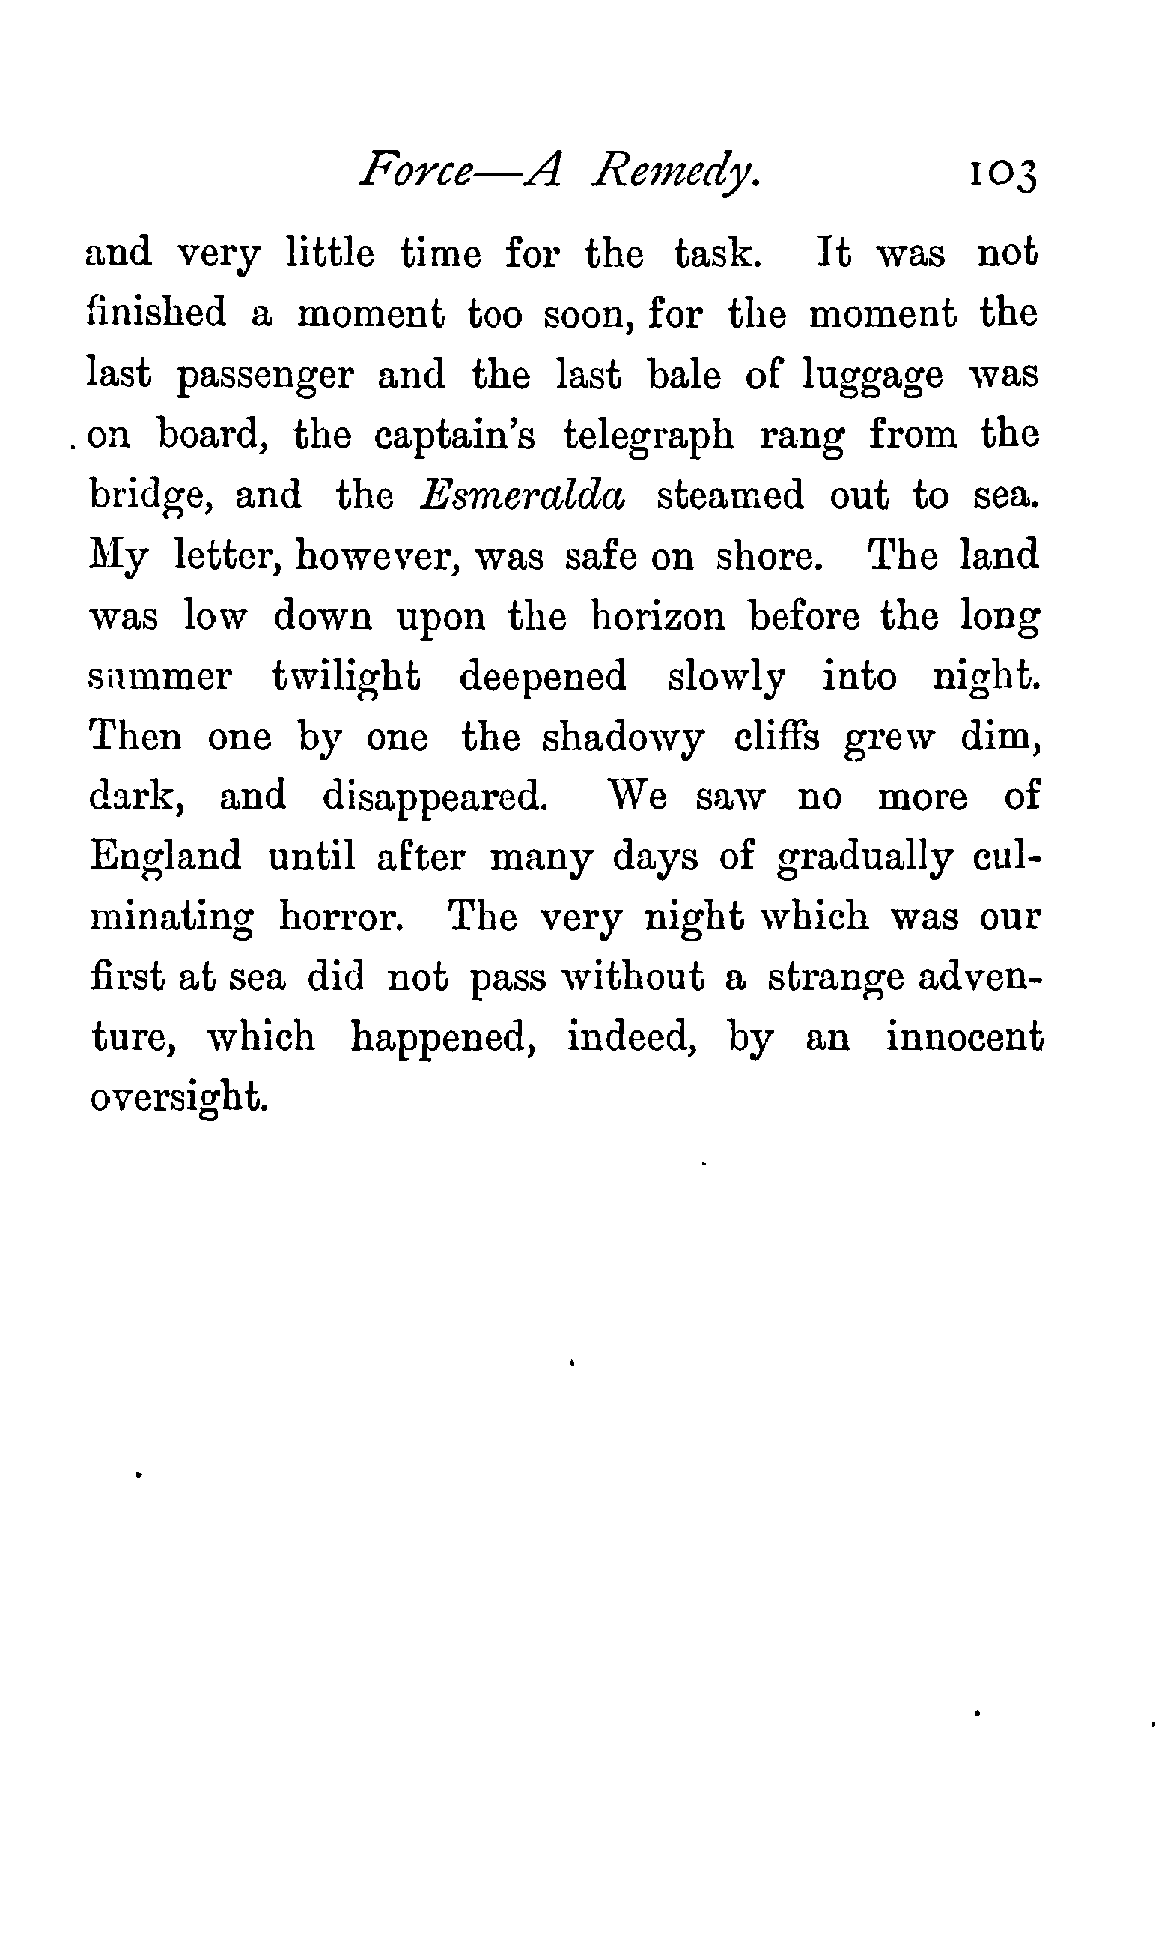 Force—A Remedy. 103
and very little time for the task. It was not
finished a moment too soon, for the moment the
last passenger and the last bale of luggage was
on board, the captain's telegraph rang from the
bridge, and the Esmeralda steamed out to sea.
My letter, however, was safe on shore. The land
was low down upon the horizon before the long
summer twilight deepened slowly into night.
Then one by one the shadowy cliffs grew dim,
dark, and disappeared. We saw no more of
England until after many days of gradually cul-
minating horror. The very night which was our
first at sea did not pass without a strange adven-
ture, which happened, indeed, by an innocent
oversight.